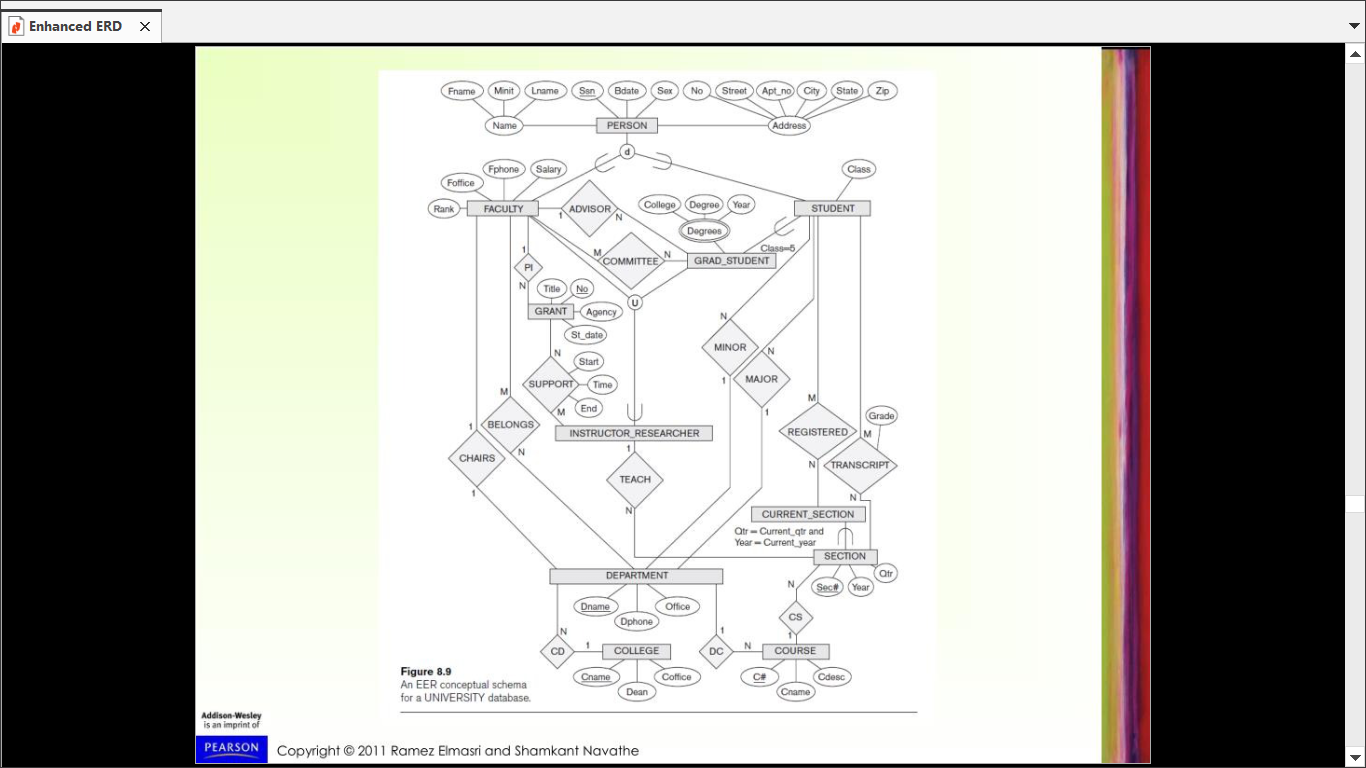 Enhanced ERD
Fname Minit Lname Ssn Bdate Sex No Street Apt_no City State Zip
Name PERSON Address
d
Foffice Fphone Salary Class
Rank FACULTY 1 ADVISOR N College Degree Year STUDENT
Degrees
Class=5
1 M COMMITTEE N GRAD_STUDENT
PI
N Title No U
GRANT Agency
St_date
N MINOR N
N Start
SUPPORT Time 1 MAJOR
M End 1
M BELONGS N
INSTRUCTOR_RESEARCHER
M REGISTERED N
Grade
1 CHAIRS 1
1 TEACH N
M TRANSCRIPT N
CURRENT_SECTION
Qtr = Current_qtr and
Year = Current_year
SECTION
Sec# Year Qtr
DEPARTMENT
Dname Dphone Office
N CS 1
N CD 1 COLLEGE 1 DC N COURSE
Cname Dean Coffice C# Cname Cdesc
Figure 8.9
An EER conceptual schema
for a UNIVERSITY database.
Addison-Wesley
is an imprint of
PEARSON
Copyright © 2011 Ramez Elmasri and Shamkant Navathe